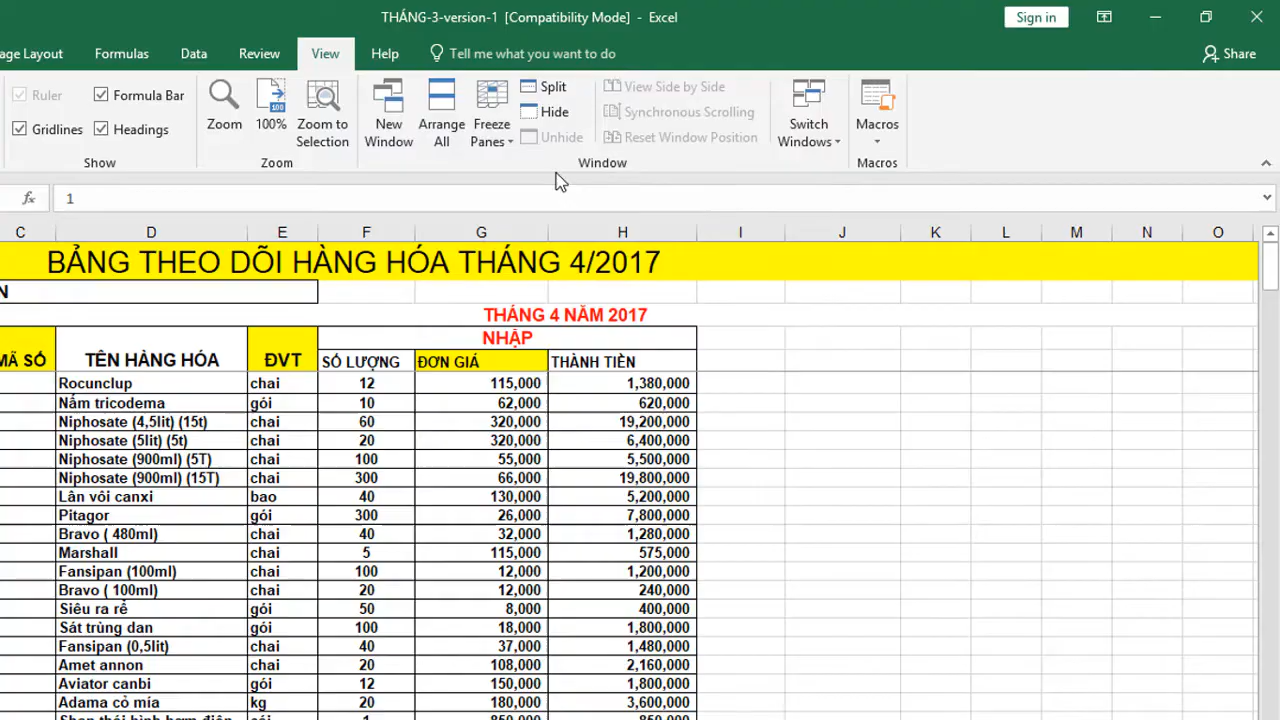 THÁNG-3-version-1 [Compatibility Mode] - Excel
Sign in
age Layout Formulas Data Review View Help Tell me what you want to do Share
Ruler Formula Bar
Gridlines Headings
Show
Zoom 100% Zoom to Selection
Zoom
New Window Arrange All Freeze Panes
Split
Hide
Unhide
View Side by Side
Synchronous Scrolling
Reset Window Position
Window
Switch Windows
Macros
Macros
fx 1
C D E F G H I J K L M N O
BẢNG THEO DÕI HÀNG HÓA THÁNG 4/2017
N
THÁNG 4 NĂM 2017
NHẬP
MÃ SỐ TÊN HÀNG HÓA ĐVT SỐ LƯỢNG ĐƠN GIÁ THÀNH TIỀN
Rocunclup chai 12 115,000 1,380,000
Nấm tricodema gói 10 62,000 620,000
Niphosate (4,5lit) (15t) chai 60 320,000 19,200,000
Niphosate (5lit) (5t) chai 20 320,000 6,400,000
Niphosate (900ml) (5T) chai 100 55,000 5,500,000
Niphosate (900ml) (15T) chai 300 66,000 19,800,000
Lân vôi canxi bao 40 130,000 5,200,000
Pitagor gói 300 26,000 7,800,000
Bravo ( 480ml) chai 40 32,000 1,280,000
Marshall chai 5 115,000 575,000
Fansipan (100ml) chai 100 12,000 1,200,000
Bravo ( 100ml) chai 20 12,000 240,000
Siêu ra rể gói 50 8,000 400,000
Sát trùng dan gói 100 18,000 1,800,000
Fansipan (0,5lit) chai 40 37,000 1,480,000
Amet annon chai 20 108,000 2,160,000
Aviator canbi gói 12 150,000 1,800,000
Adama cỏ mía kg 20 180,000 3,600,000